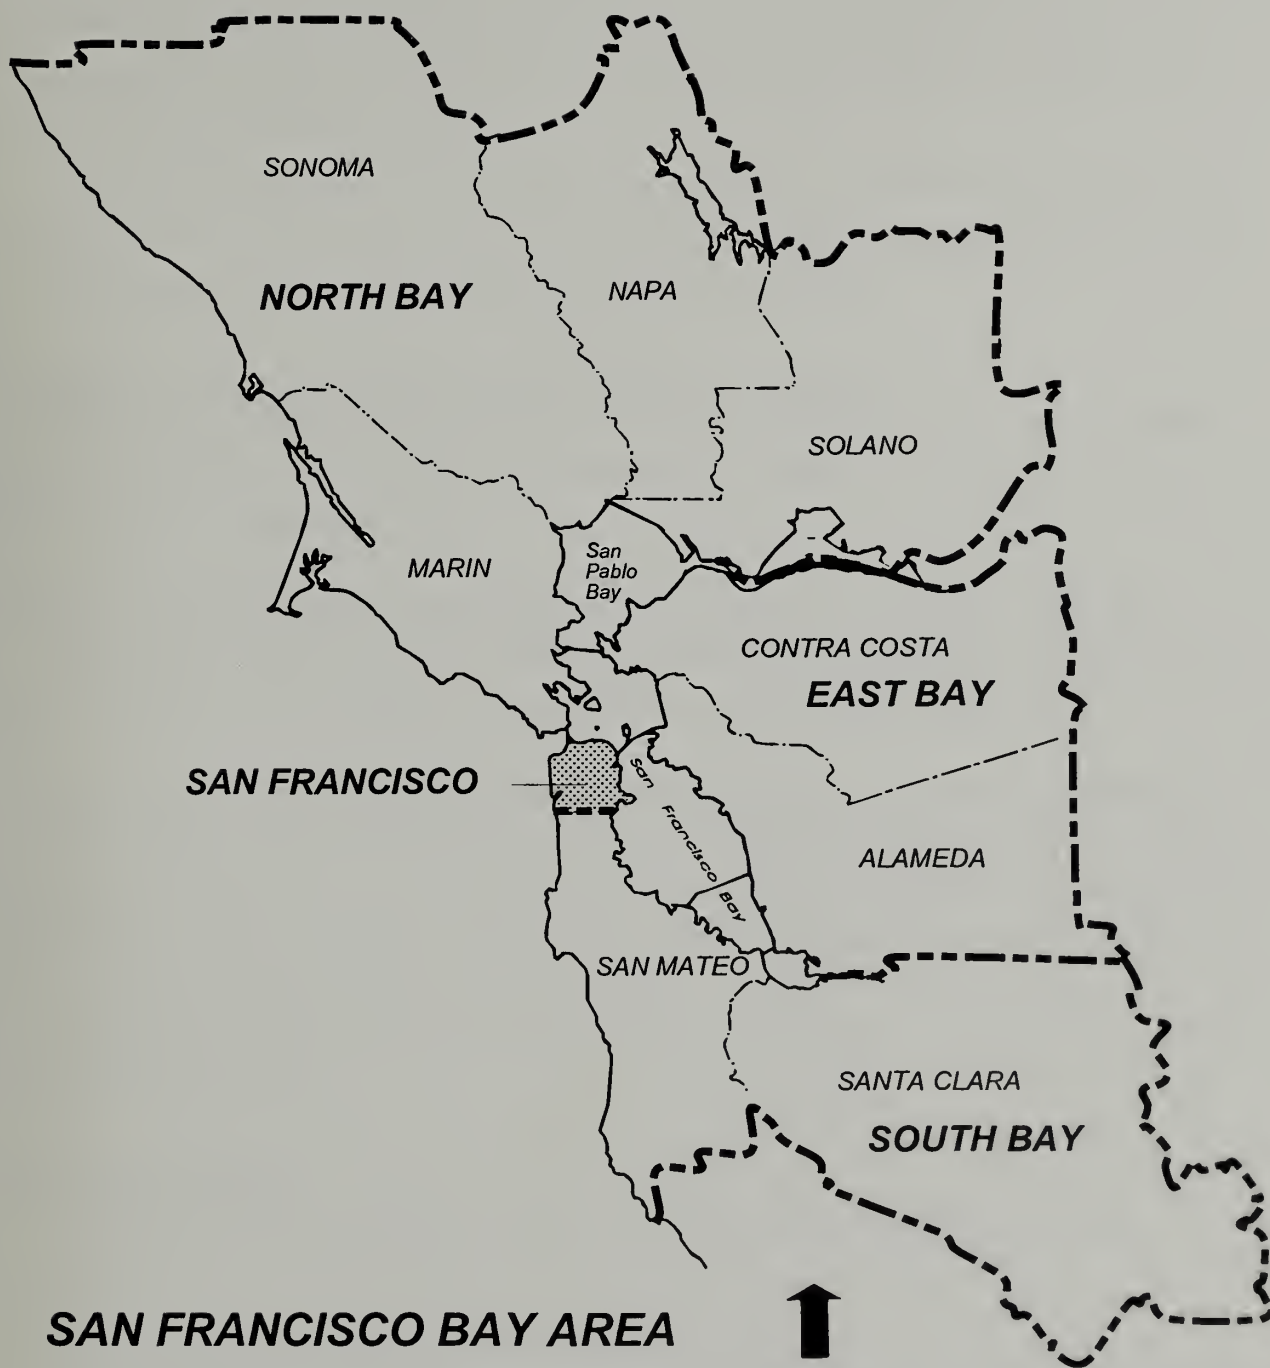 SONOMA
NORTH BAY
NAPA
SOLANO
MARIN
San
Pablo
Bay
CONTRA COSTA
EAST BAY
SAN FRANCISCO
San Francisco Bay
ALAMEDA
SAN MATEO
SANTA CLARA
SOUTH BAY
SAN FRANCISCO BAY AREA